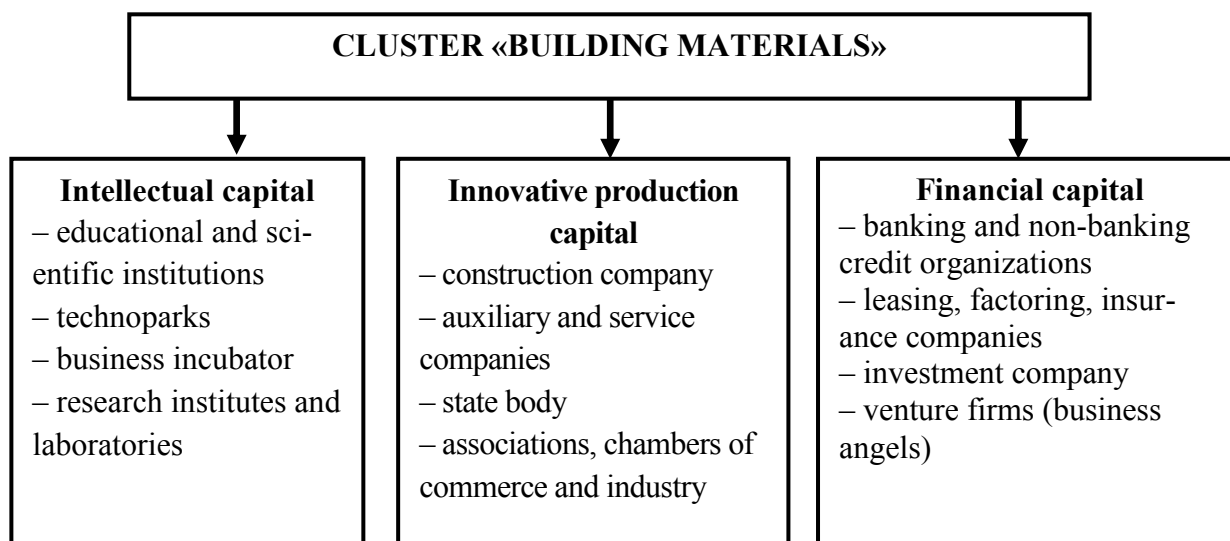 CLUSTER «BUILDING MATERIALS»
Intellectual capital
– educational and sci-
entific institutions
– technoparks
– business incubator
– research institutes and
laboratories
Innovative production
capital
– construction company
– auxiliary and service
companies
– state body
– associations, chambers of
commerce and industry
Financial capital
– banking and non-banking
credit organizations
– leasing, factoring, insur-
ance companies
– investment company
– venture firms (business
angels)